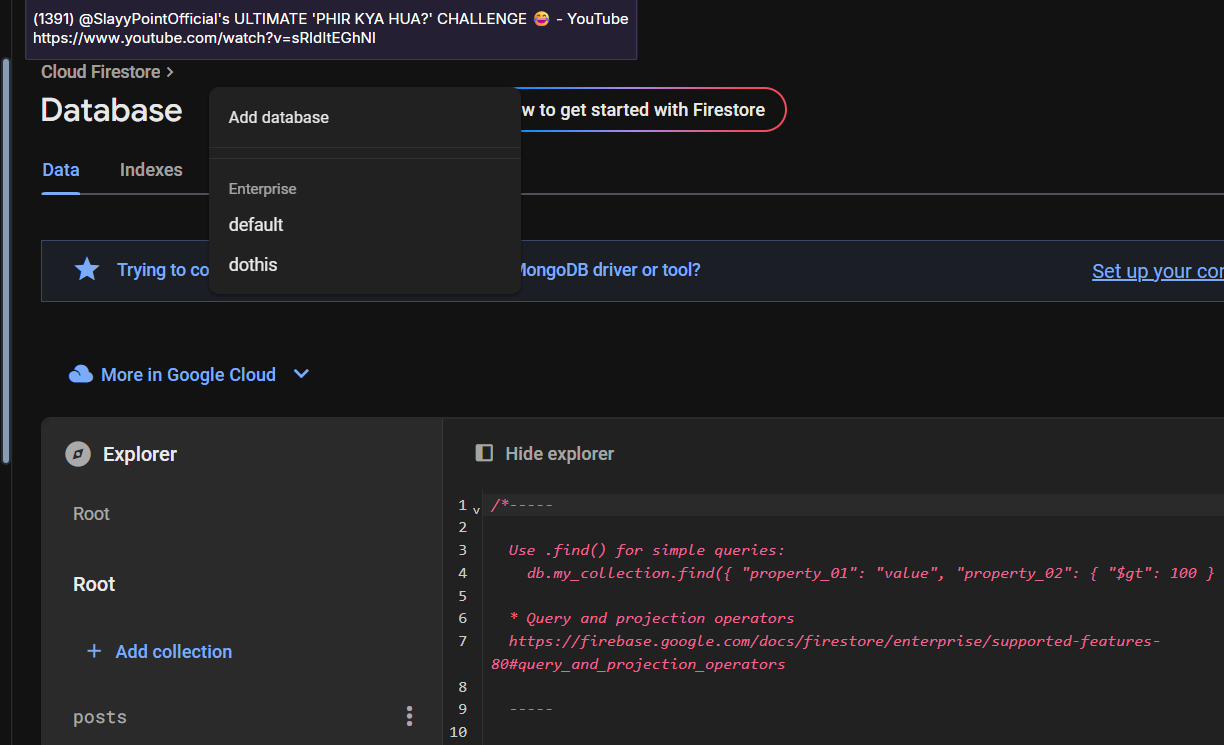 (1391) @SlayyPointOfficial's ULTIMATE 'PHIR KYA HUA?' CHALLENGE 😂 - YouTube
https://www.youtube.com/watch?v=sRIdItEGhNI
Cloud Firestore >
Database
Add database
w to get started with Firestore
Data
Indexes
Enterprise
default
dothis
Trying to co
MongoDB driver or tool?
Set up your con
More in Google Cloud
Explorer
Root
Root
+ Add collection
posts
Hide explorer
1 /*-----
2
3 Use .find() for simple queries:
4 db.my_collection.find({ "property_01": "value", "property_02": { "$gt": 100 }
5
6 * Query and projection operators
7 https://firebase.google.com/docs/firestore/enterprise/supported-features-
80#query_and_projection_operators
8
9 -----
10